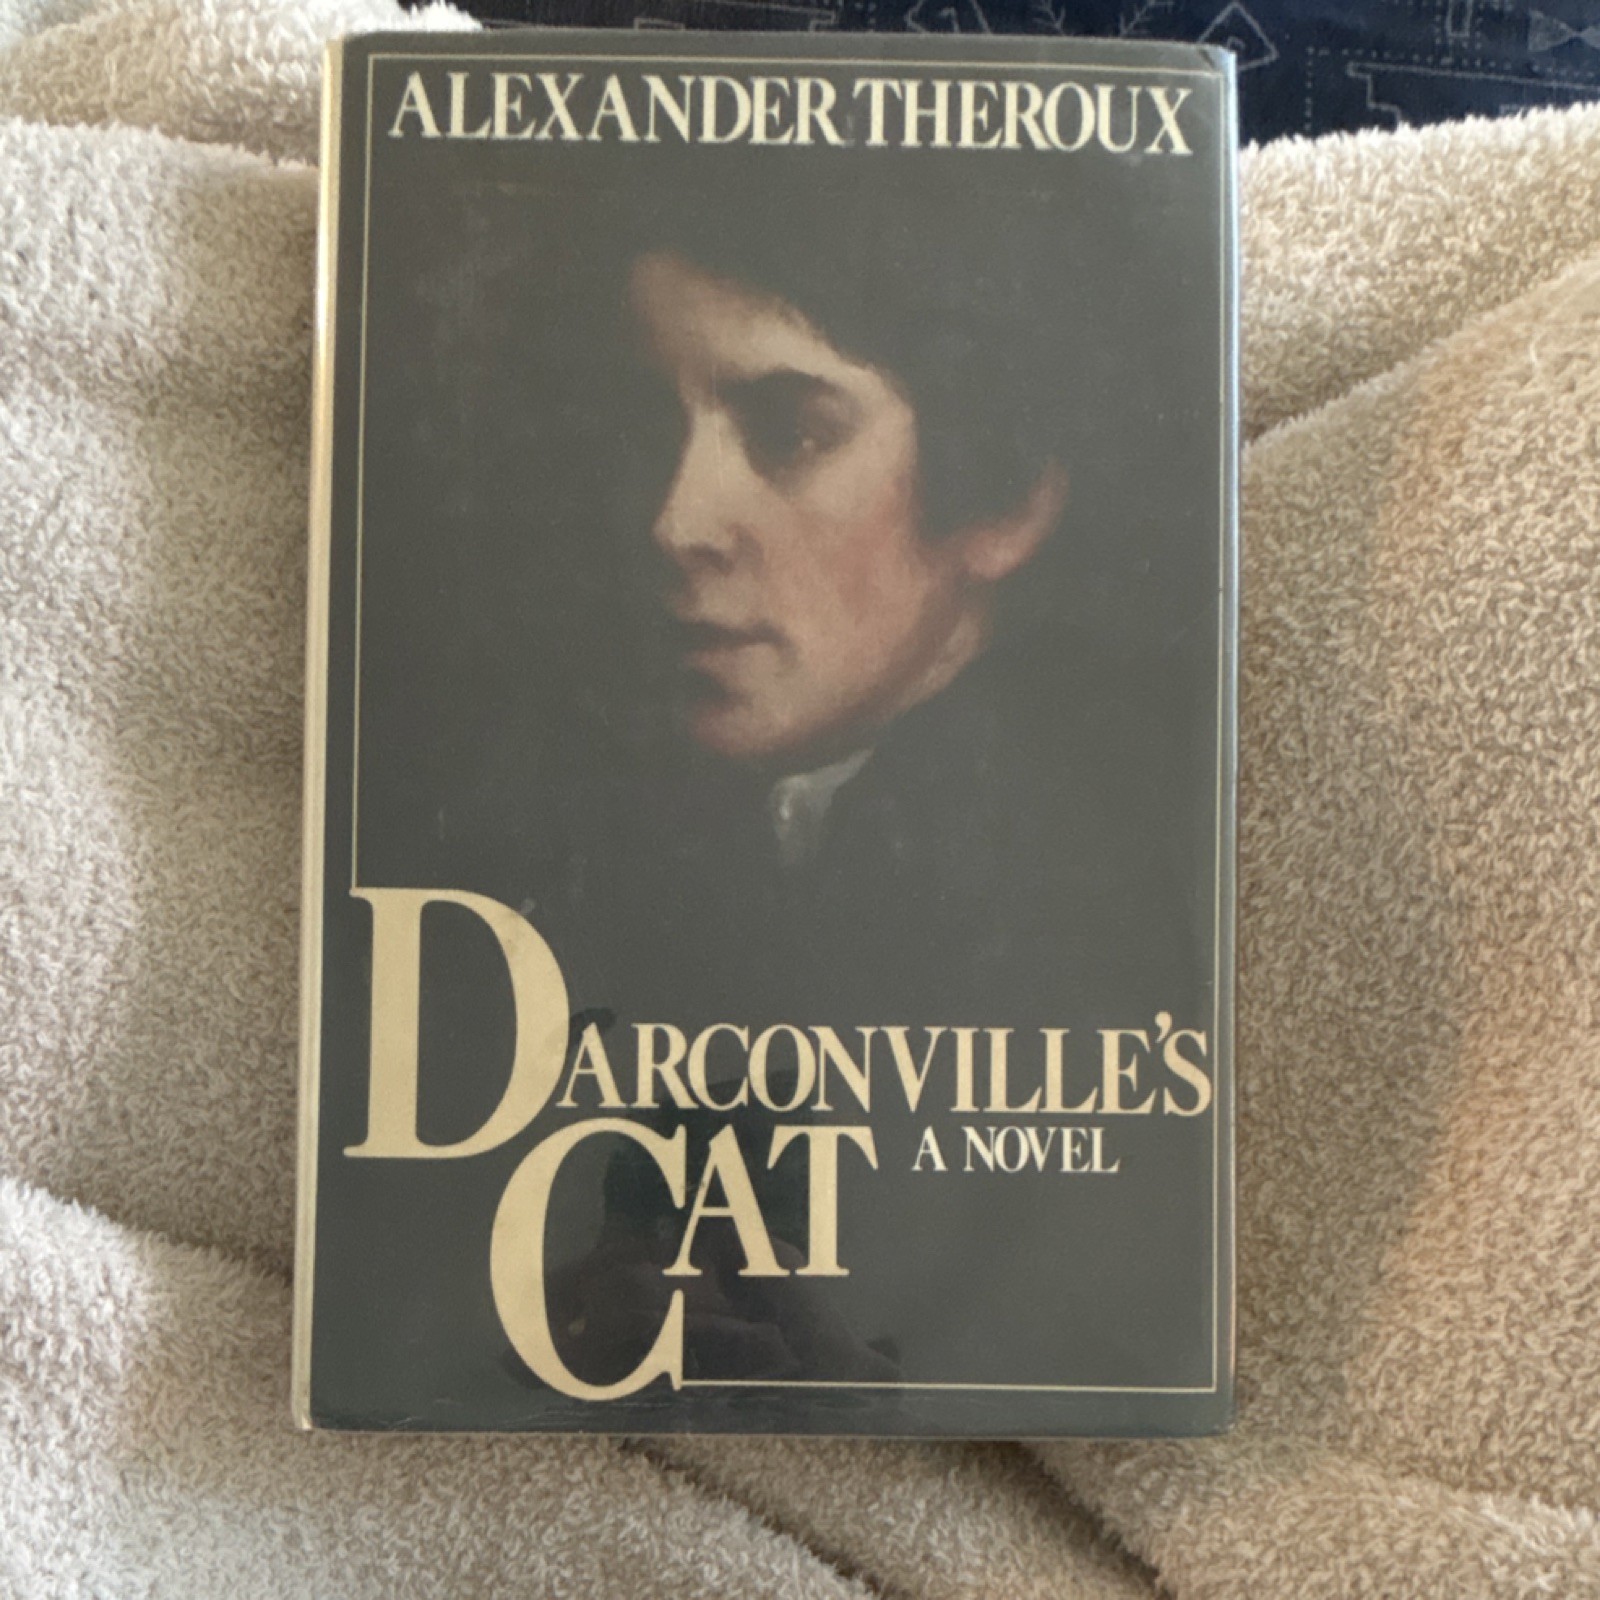 ALEXANDER THEROUX
DARCONVILLE'S
CAT A NOVEL